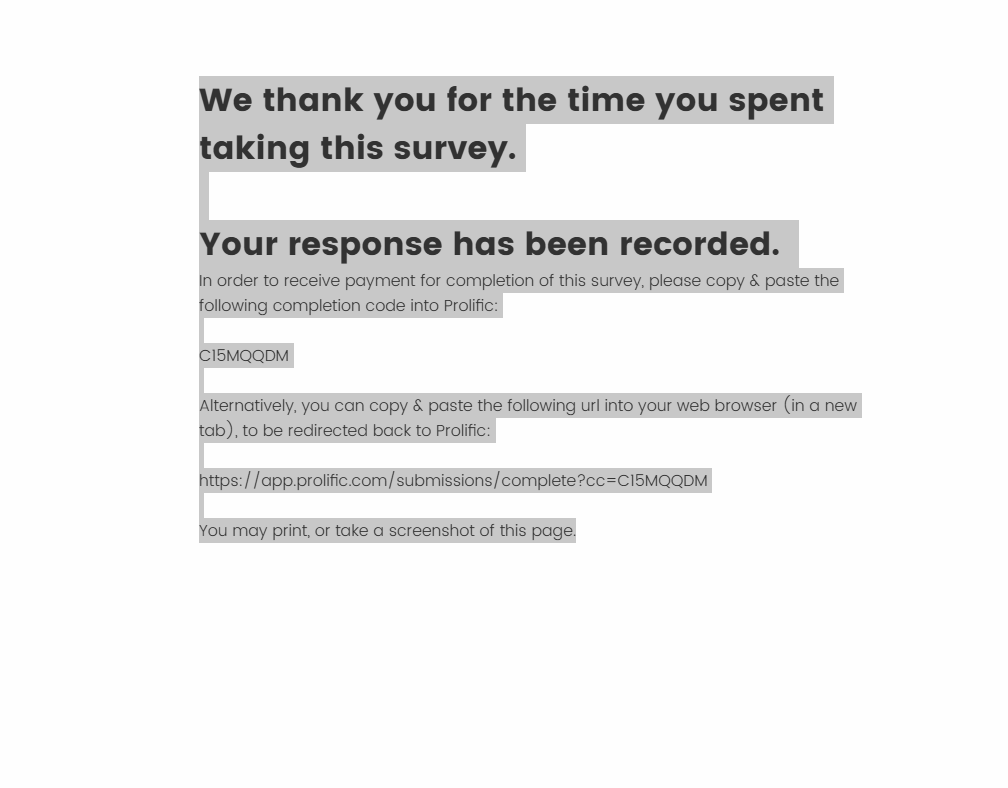 We thank you for the time you spent
taking this survey.
Your response has been recorded.
In order to receive payment for completion of this survey, please copy & paste the
following completion code into Prolific:
C15MQQDM
Alternatively, you can copy & paste the following url into your web browser (in a new
tab), to be redirected back to Prolific:
https://app.prolific.com/submissions/complete?cc=C15MQQDM
You may print, or take a screenshot of this page.